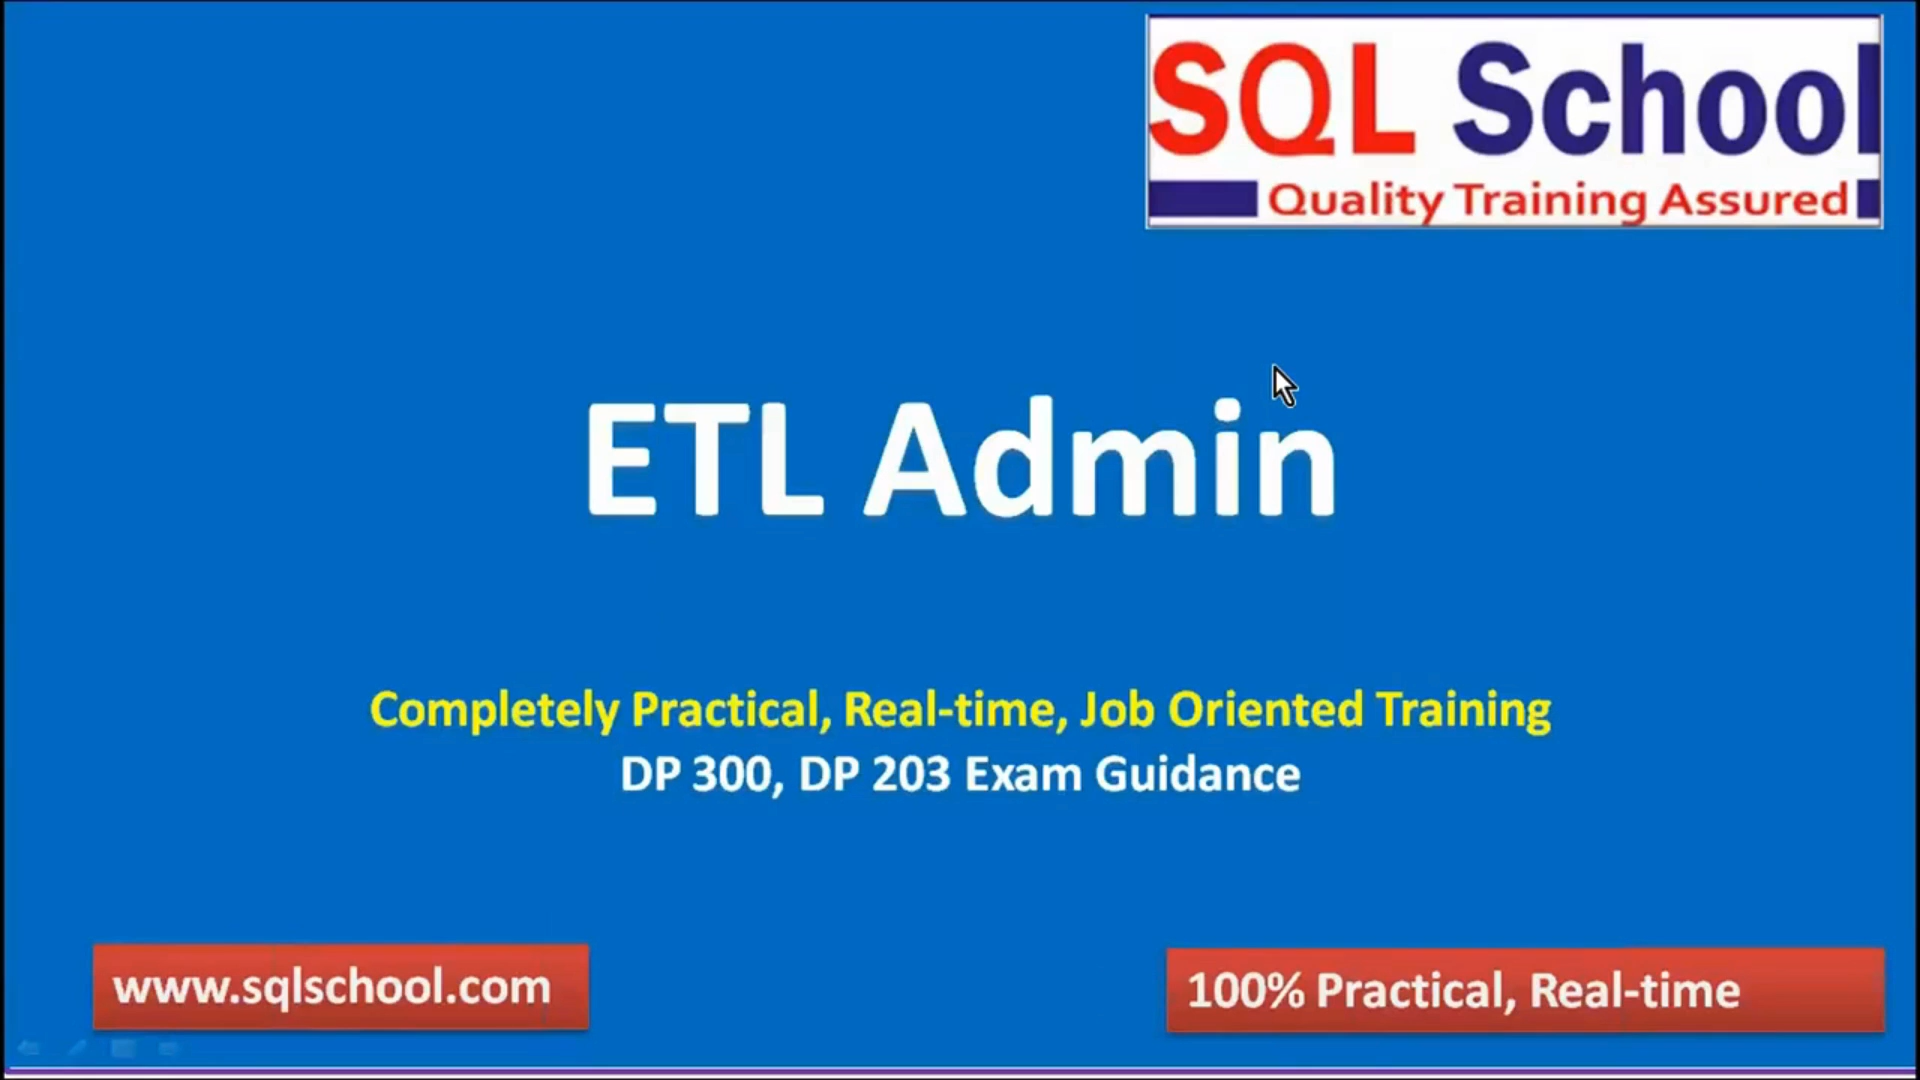 SQL School
Quality Training Assured
ETL Admin
Completely Practical, Real-time, Job Oriented Training
DP 300, DP 203 Exam Guidance
www.sqlschool.com
100% Practical, Real-time